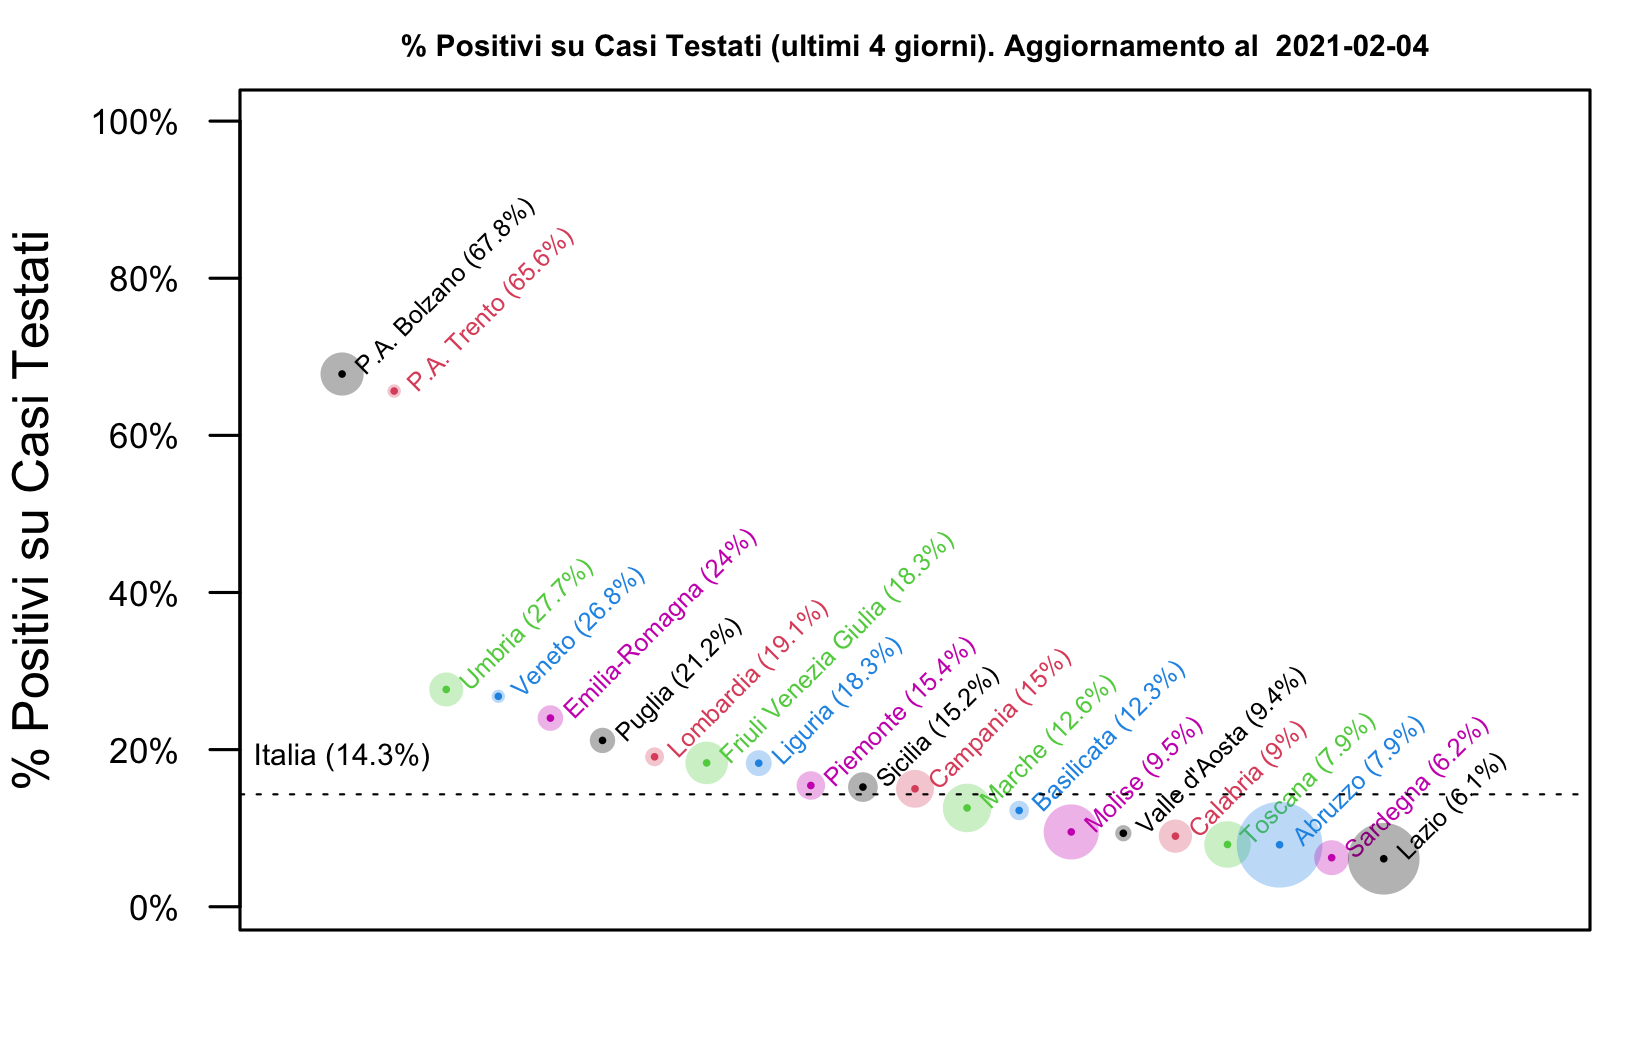 % Positivi su Casi Testati (ultimi 4 giorni). Aggiornamento al  2021-02-04
% Positivi su Casi Testati
100%
80%
60%
40%
20%
0%
Italia (14.3%)
P.A. Bolzano (67.8%)
P.A. Trento (65.6%)
Umbria (27.7%)
Veneto (26.8%)
Emilia-Romagna (24%)
Puglia (21.2%)
Lombardia (19.1%)
Friuli Venezia Giulia (18.3%)
Liguria (18.3%)
Piemonte (15.4%)
Sicilia (15.2%)
Campania (15%)
Marche (12.6%)
Basilicata (12.3%)
Molise (9.5%)
Valle d'Aosta (9.4%)
Calabria (9%)
Toscana (7.9%)
Abruzzo (7.9%)
Sardegna (6.2%)
Lazio (6.1%)